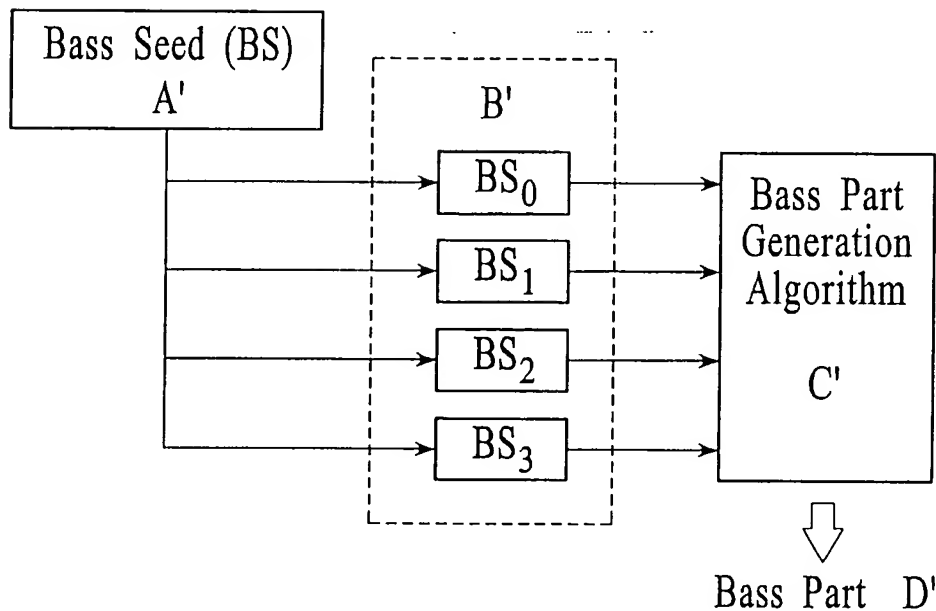 Bass Seed (BS)
A'
B'
BS0
BS1
BS2
BS3
Bass Part
Generation
Algorithm
C'
Bass Part D'